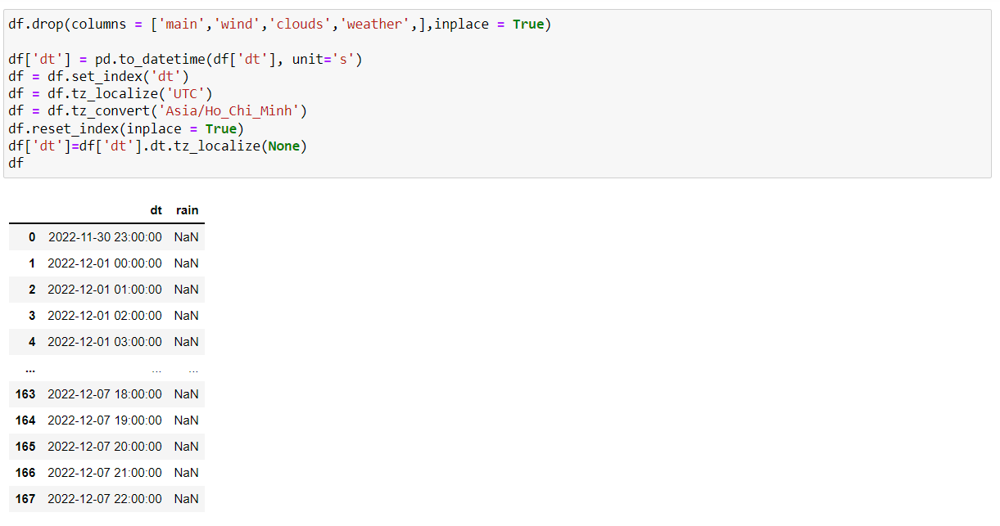 df.drop(columns = ['main','wind','clouds','weather',],inplace = True)
df['dt'] = pd.to_datetime(df['dt'], unit='s')
df = df.set_index('dt')
df = df.tz_localize('UTC')
df = df.tz_convert('Asia/Ho_Chi_Minh')
df.reset_index(inplace = True)
df['dt']=df['dt'].dt.tz_localize(None)
df
dt rain
0 2022-11-30 23:00:00 NaN
1 2022-12-01 00:00:00 NaN
2 2022-12-01 01:00:00 NaN
3 2022-12-01 02:00:00 NaN
4 2022-12-01 03:00:00 NaN
... ... ...
163 2022-12-07 18:00:00 NaN
164 2022-12-07 19:00:00 NaN
165 2022-12-07 20:00:00 NaN
166 2022-12-07 21:00:00 NaN
167 2022-12-07 22:00:00 NaN